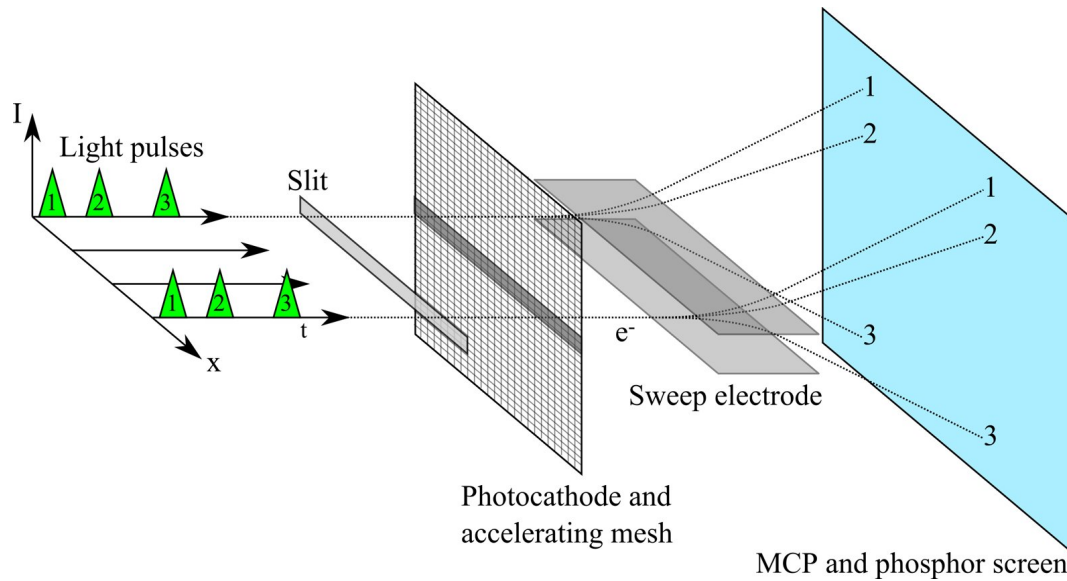 I
Light pulses
1 2 3
Slit
1 2 3
t
x
e-
Sweep electrode
Photocathode and
accelerating mesh
1
2
1
2
3
3
MCP and phosphor screen